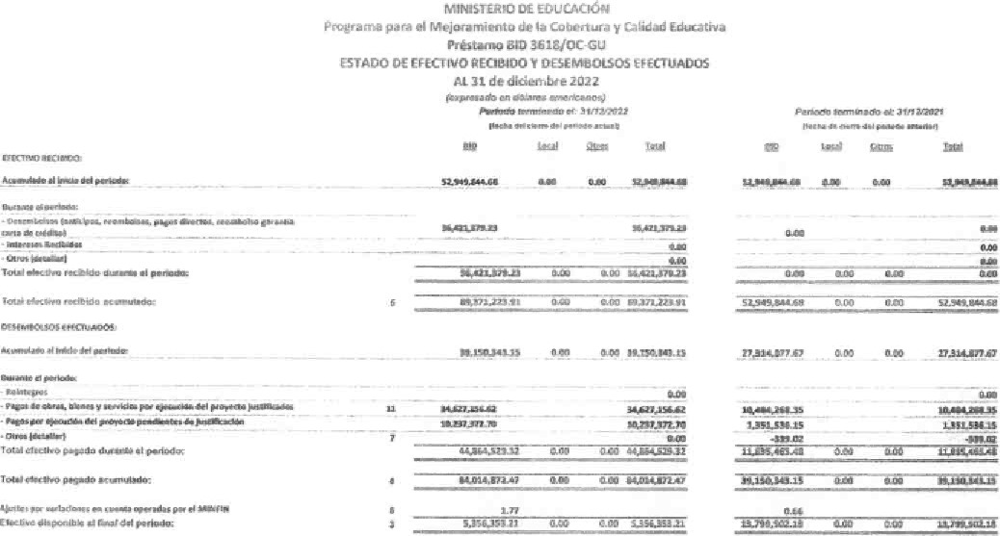 MINISTERIO DE EDUCACIÓN
Programa para el Mejoramiento de la Cobertura y Calidad Educativa
Préstamo BID 3618/OC-GU
ESTADO DE EFECTIVO RECIBIDO Y DESEMBOLSOS EFECTUADOS
AL 31 de diciembre 2022
(expresado en dólares americanos)
Periodo terminado el: 31/12/2022 Periodo terminado el: 31/12/2021
(fecha del cierre del periodo actual) (fecha de cierre del periodo anterior)
BID Local Otros Total BID Local Otros Total
EFECTIVO RECIBIDO:
Acumulado al inicio del periodo: 52,949,844.68 0.00 0.00 52,949,844.68 52,949,844.68 0.00 0.00 52,949,844.68
Durante el periodo:
- Desembolsos (anticipos, reembolsos, pagos directos, reembolso garantía
carta de crédito) 36,421,379.23 36,421,379.23 0.00 0.00
- Intereses Recibidos 0.00 0.00
- Otros (detallar) 0.00 0.00
Total efectivo recibido durante el periodo: 36,421,379.23 0.00 0.00 36,421,379.23 0.00 0.00 0.00 0.00
Total efectivo recibido acumulado: 6 89,371,223.91 0.00 0.00 89,371,223.91 52,949,844.68 0.00 0.00 52,949,844.68
DESEMBOLSOS EFECTUADOS:
Acumulado al inicio del periodo: 39,150,343.15 0.00 0.00 39,150,343.15 27,314,877.67 0.00 0.00 27,314,877.67
Durante el periodo:
- Reintegros 0.00 0.00
- Pagos de obras, bienes y servicios por ejecución del proyecto justificados 11 34,627,156.62 34,627,156.62 10,484,268.35 10,484,268.35
- Pagos por ejecución del proyecto pendientes de justificación 10,237,372.70 10,237,372.70 1,351,536.15 1,351,536.15
- Otros (detallar) 7 0.00 -339.02 -339.02
Total efectivo pagado durante el periodo: 44,864,529.32 0.00 0.00 44,864,529.32 11,835,465.48 0.00 0.00 11,835,465.48
Total efectivo pagado acumulado: 84,014,872.47 0.00 0.00 84,014,872.47 39,150,343.15 0.00 0.00 39,150,343.15
Ajustes por variaciones en cuenta operadas por el MINFIN 1.77 0.66
Efectivo disponible al final del periodo: 3 5,356,353.21 5,356,353.21 13,799,502.18 13,799,502.18